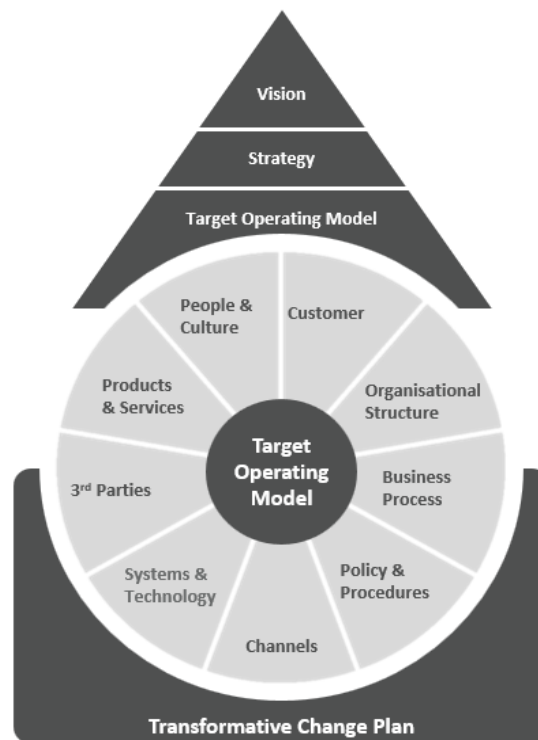 Vision
Strategy
Target Operating Model
People &
Culture
Customer
Products
& Services
Organisational
Structure
Target
Operating
Model
3rd Parties
Business
Process
Systems &
Technology
Policy &
Procedures
Channels
Transformative Change Plan